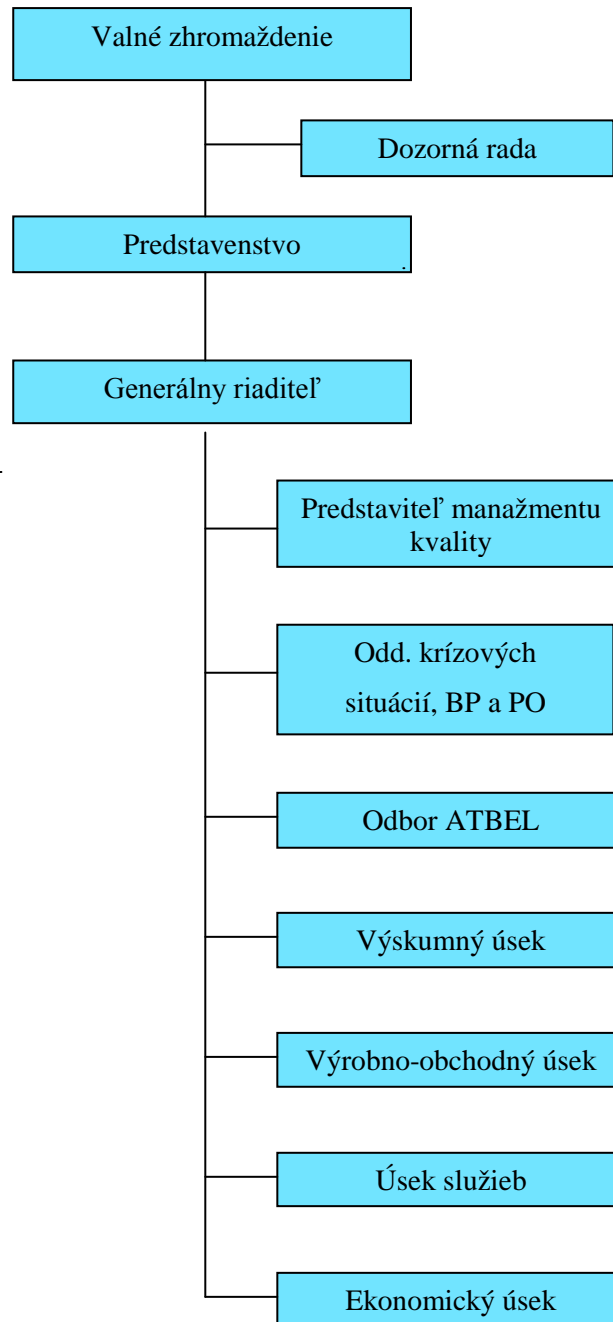 Valné zhromaždenie
Dozorná rada
Predstavenstvo
.
Generálny riaditeľ
Predstaviteľ manažmentu
kvality
Odd. krízových
situácií, BP a PO
Odbor ATBEL
Výskumný úsek
Výrobno-obchodný úsek
Úsek služieb
Ekonomický úsek